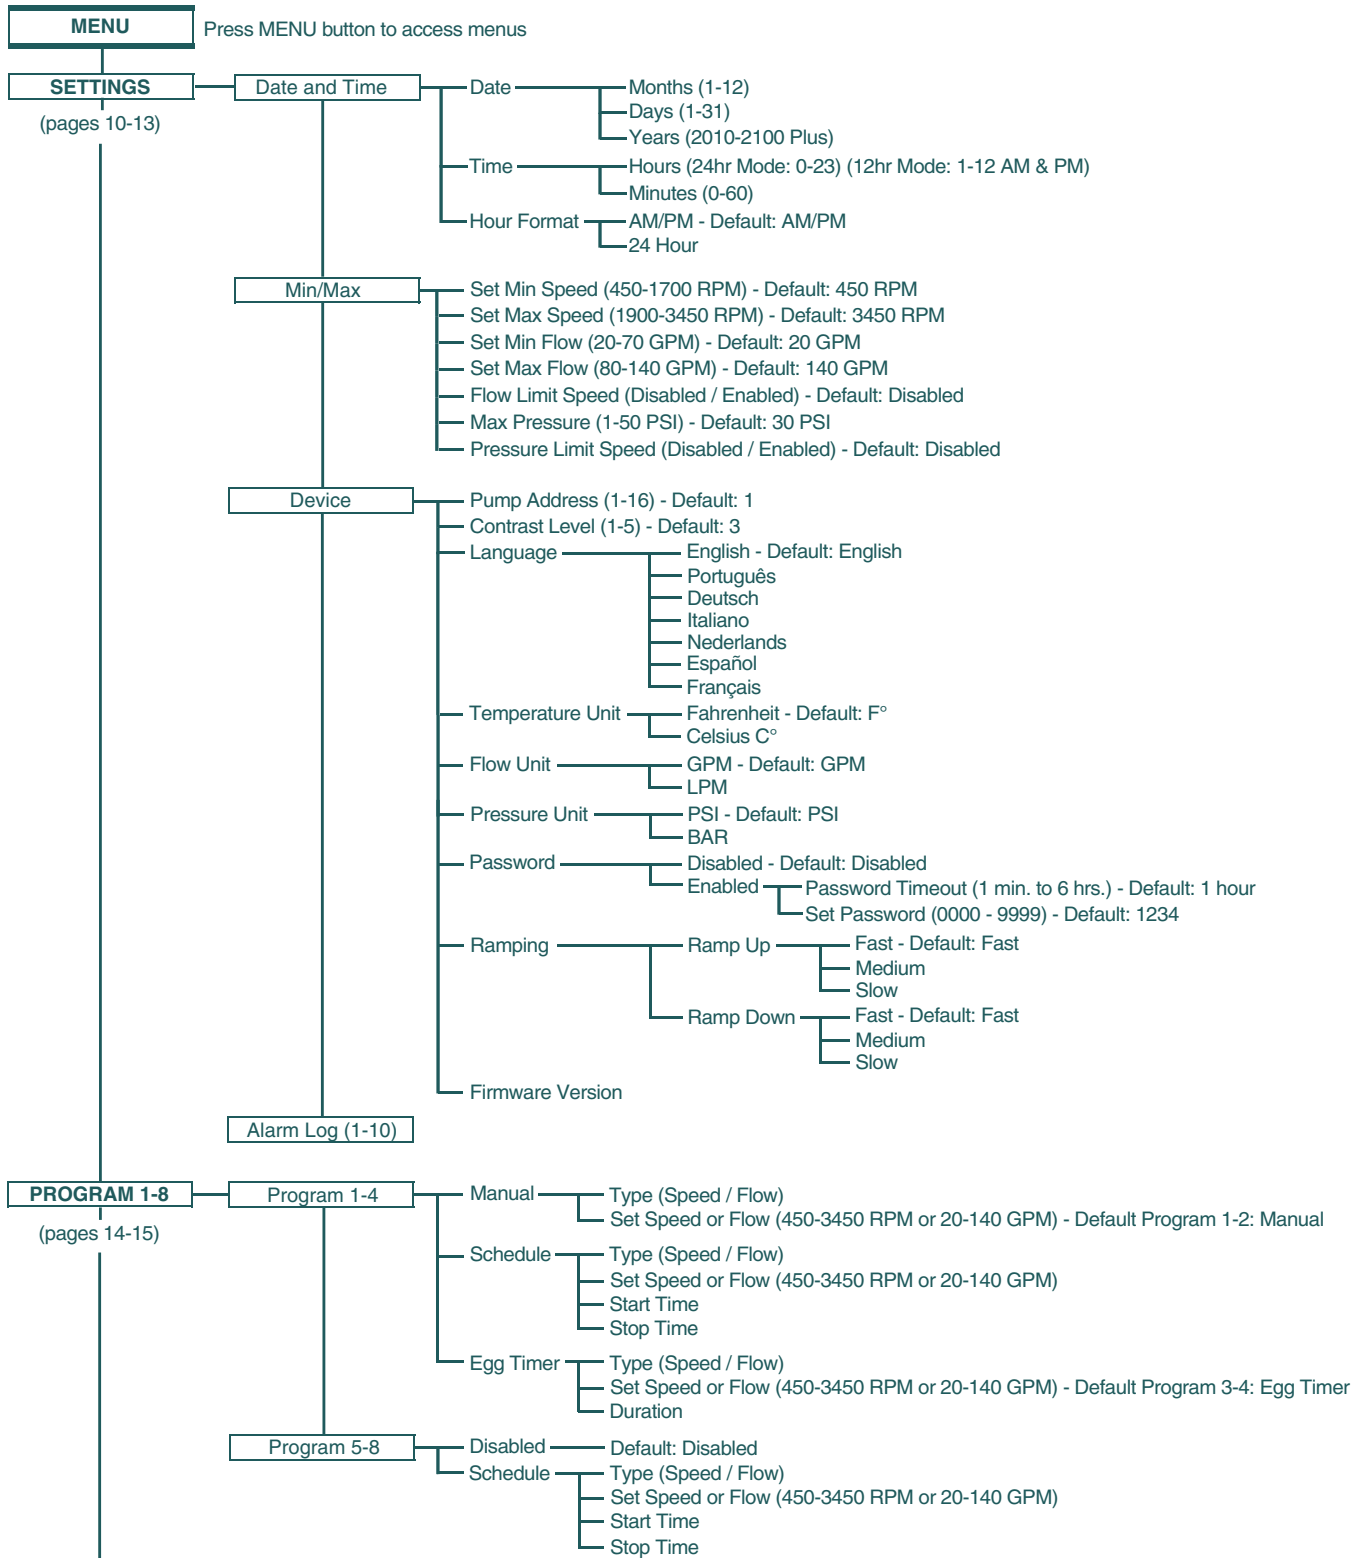 MENU Press MENU button to access menus
SETTINGS Date and Time Date Months (1-12)
Days (1-31)
(pages 10-13)
Years (2010-2100 Plus)
Time Hours (24hr Mode: 0-23) (12hr Mode: 1-12 AM & PM)
Minutes (0-60)
Hour Format AM/PM - Default: AM/PM
24 Hour
Min/Max Set Min Speed (450-1700 RPM) - Default: 450 RPM
Set Max Speed (1900-3450 RPM) - Default: 3450 RPM
Set Min Flow (20-70 GPM) - Default: 20 GPM
Set Max Flow (80-140 GPM) - Default: 140 GPM
Flow Limit Speed (Disabled / Enabled) - Default: Disabled
Max Pressure (1-50 PSI) - Default: 30 PSI
Pressure Limit Speed (Disabled / Enabled) - Default: Disabled
Device Pump Address (1-16) - Default: 1
Contrast Level (1-5) - Default: 3
Language English - Default: English
Português
Deutsch
Italiano
Nederlands
Español
Français
Temperature Unit Fahrenheit - Default: F°
Celsius C°
Flow Unit GPM - Default: GPM
LPM
Pressure Unit PSI - Default: PSI
BAR
Password Disabled - Default: Disabled
Enabled Password Timeout (1 min. to 6 hrs.) - Default: 1 hour
Set Password (0000 - 9999) - Default: 1234
Ramping Ramp Up Fast - Default: Fast
Medium
Slow
Ramp Down Fast - Default: Fast
Medium
Slow
Firmware Version
Alarm Log (1-10)
PROGRAM 1-8 Program 1-4 Manual Type (Speed / Flow)
Set Speed or Flow (450-3450 RPM or 20-140 GPM) - Default Program 1-2: Manual
(pages 14-15)
Schedule Type (Speed / Flow)
Set Speed or Flow (450-3450 RPM or 20-140 GPM)
Start Time
Stop Time
Egg Timer Type (Speed / Flow)
Set Speed or Flow (450-3450 RPM or 20-140 GPM) - Default Program 3-4: Egg Timer
Duration
Program 5-8 Disabled Default: Disabled
Schedule Type (Speed / Flow)
Set Speed or Flow (450-3450 RPM or 20-140 GPM)
Start Time
Stop Time